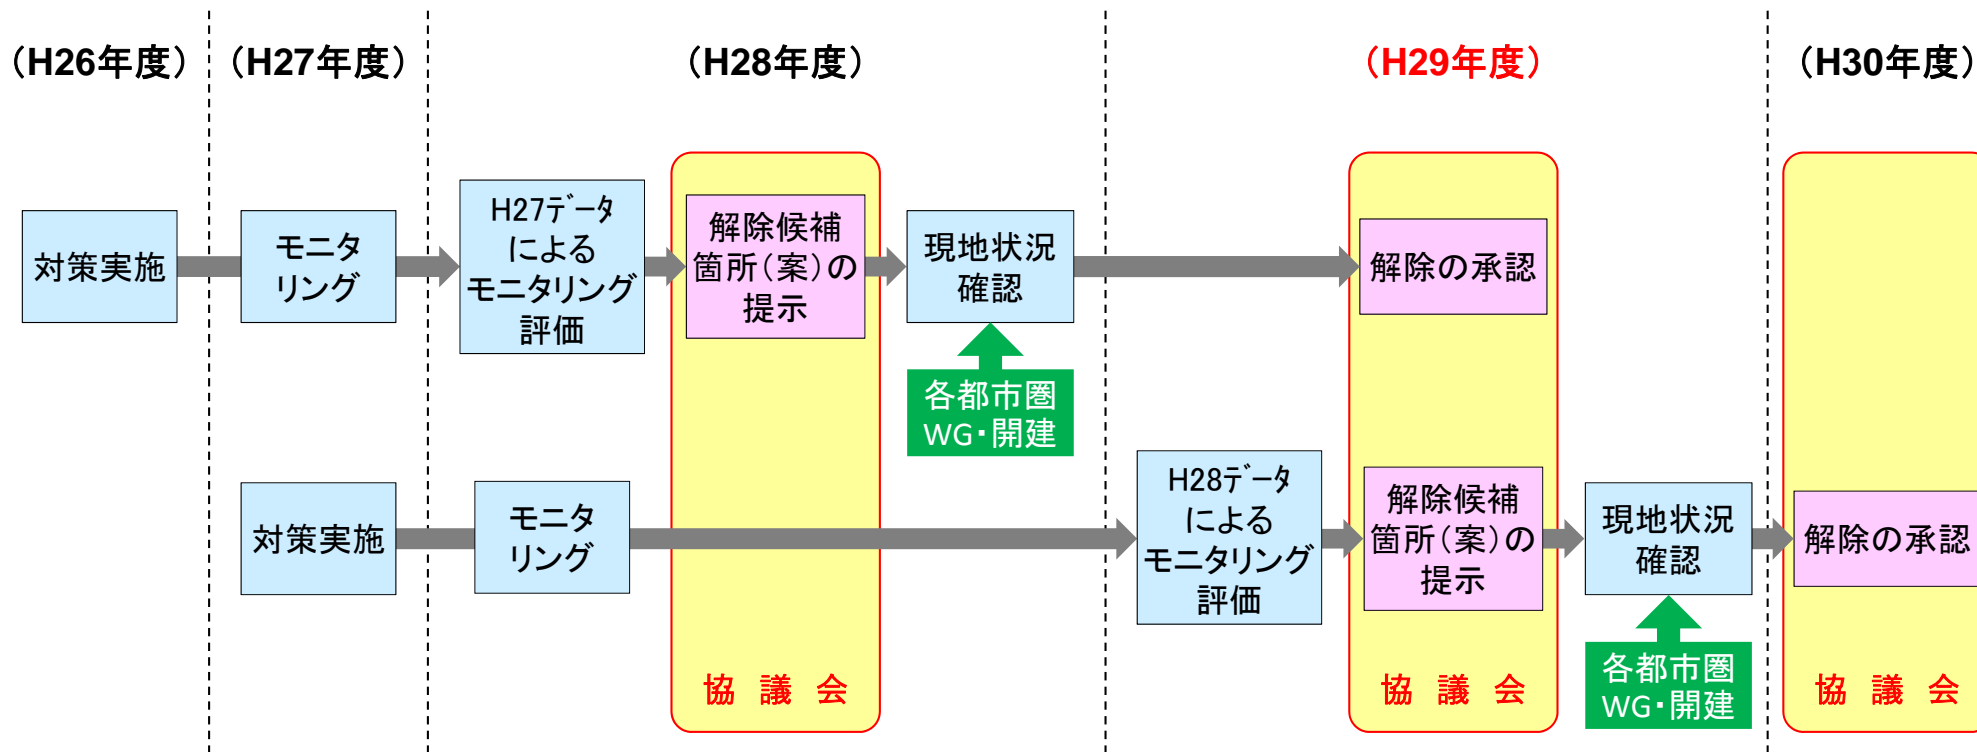 （H26年度）
（H27年度）
（H28年度）
（H29年度）
（H30年度）
対策実施
モニタ
リング
H27ﾃﾞｰﾀ
による
モニタリング
評価
解除候補
箇所（案）の
提示
現地状況
確認
解除の承認
各都市圏
WG・開建
対策実施
モニタ
リング
H28ﾃﾞｰﾀ
による
モニタリング
評価
解除候補
箇所（案）の
提示
現地状況
確認
解除の承認
各都市圏
WG・開建
協 議 会
協 議 会
協 議 会